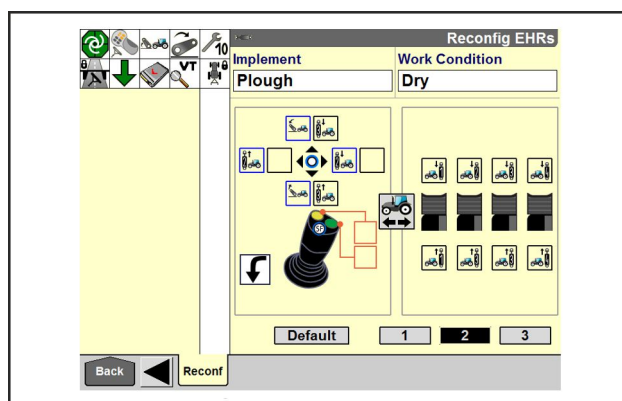 Reconfig EHRs
10
VT
L
Implement
Work Condition
Plough
Dry
SF
Default
1
2
3
Back
Reconf